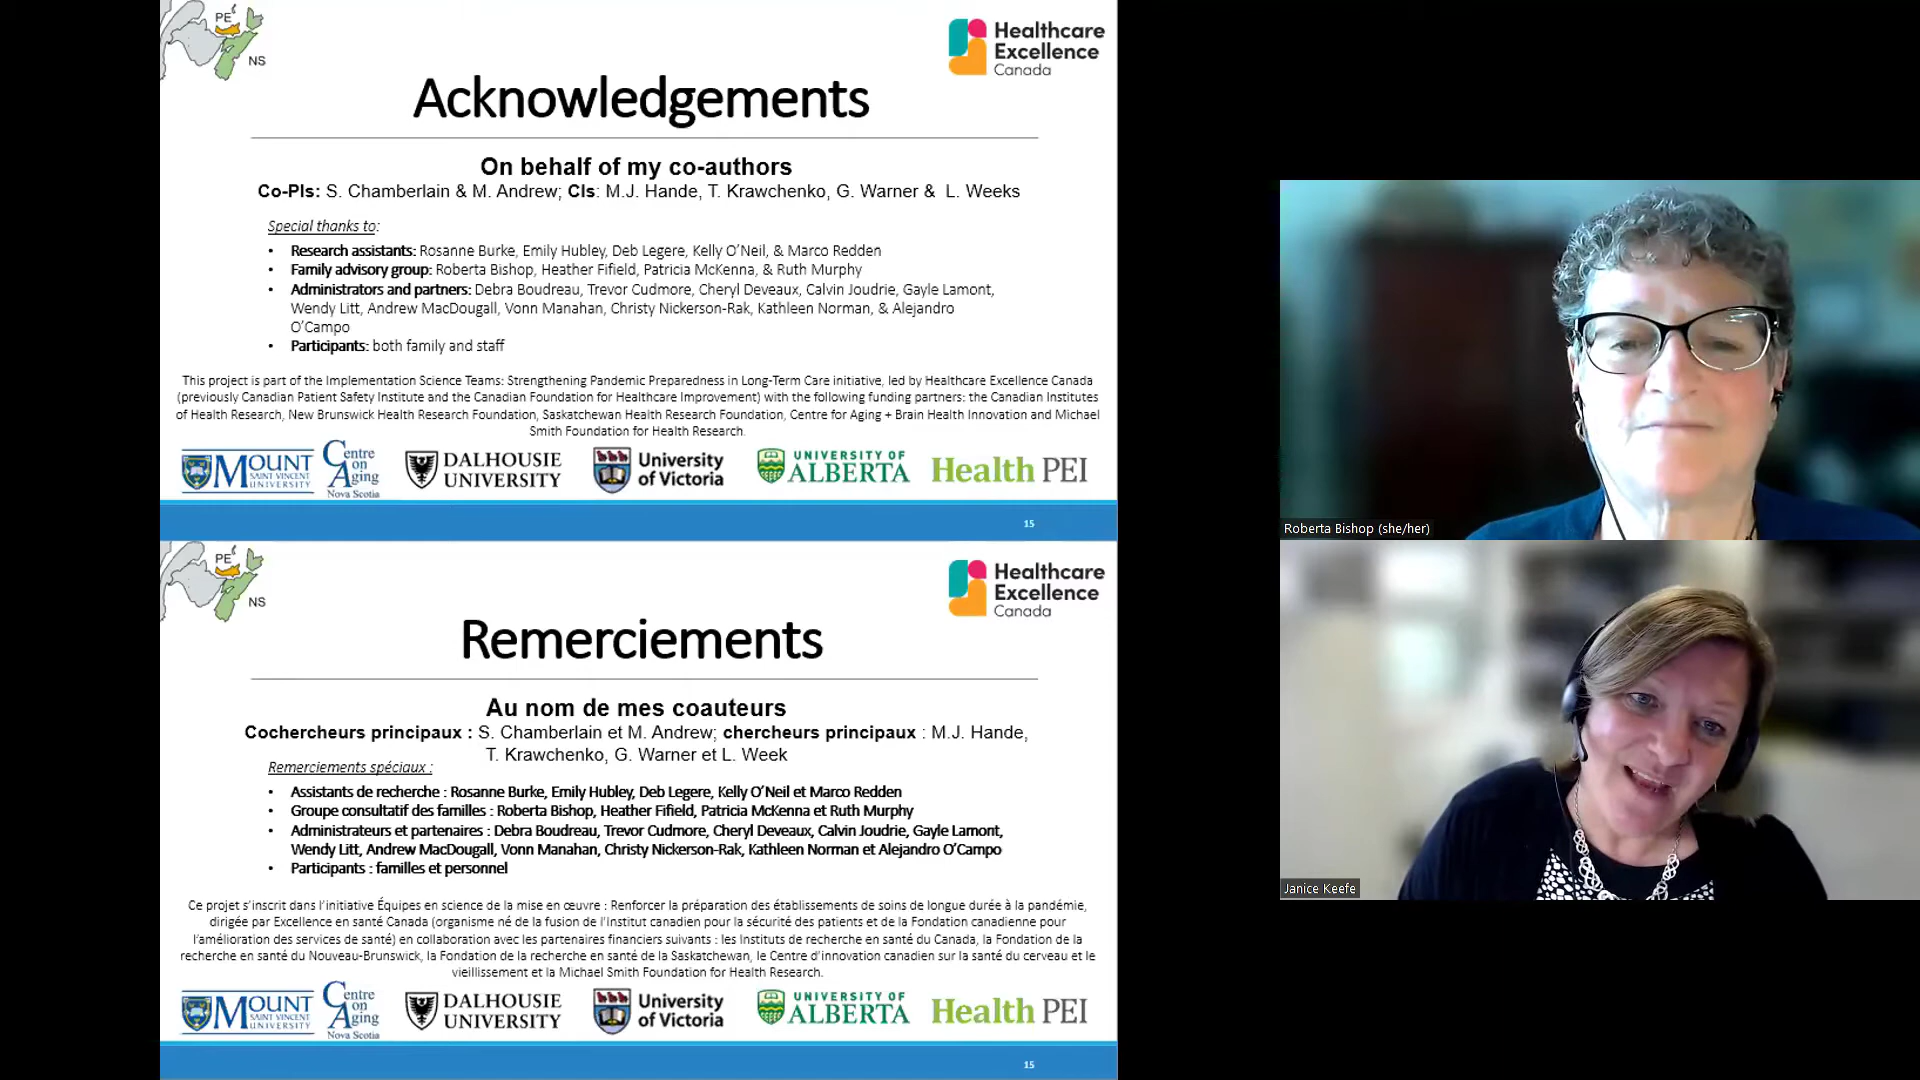 PE
NS
Healthcare
Excellence
Canada
Acknowledgements
On behalf of my co-authors
Co-PIs: S. Chamberlain & M. Andrew; CIs: M.J. Hande, T. Krawchenko, G. Warner & L. Weeks
Special thanks to:
• Research assistants: Rosanne Burke, Emily Hubley, Deb Legere, Kelly O'Neil, & Marco Redden
• Family advisory group: Roberta Bishop, Heather Fifield, Patricia McKenna, & Ruth Murphy
• Administrators and partners: Debra Boudreau, Trevor Cudmore, Cheryl Deveaux, Calvin Joudrie, Gayle Lamont,
Wendy Litt, Andrew MacDougall, Vonn Manahan, Christy Nickerson-Rak, Kathleen Norman, & Alejandro
O'Campo
• Participants: both family and staff
This project is part of the Implementation Science Teams: Strengthening Pandemic Preparedness in Long-Term Care initiative, led by Healthcare Excellence Canada
(previously Canadian Patient Safety Institute and the Canadian Foundation for Healthcare Improvement) with the following funding partners: the Canadian Institutes
of Health Research, New Brunswick Health Research Foundation, Saskatchewan Health Research Foundation, Centre for Aging + Brain Health Innovation and Michael
Smith Foundation for Health Research.
MOUNT
SAINT VINCENT
UNIVERSITY
Centre
on
Aging
Nova Scotia
DALHOUSIE
UNIVERSITY
University
of Victoria
UNIVERSITY OF
ALBERTA
Health PEI
15
PE
NS
Healthcare
Excellence
Canada
Remerciements
Au nom de mes coauteurs
Cochercheurs principaux : S. Chamberlain et M. Andrew; chercheurs principaux : M.J. Hande,
T. Krawchenko, G. Warner et L. Week
Remerciements spéciaux :
• Assistants de recherche : Rosanne Burke, Emily Hubley, Deb Legere, Kelly O'Neil et Marco Redden
• Groupe consultatif des familles : Roberta Bishop, Heather Fifield, Patricia McKenna et Ruth Murphy
• Administrateurs et partenaires : Debra Boudreau, Trevor Cudmore, Cheryl Deveaux, Calvin Joudrie, Gayle Lamont,
Wendy Litt, Andrew MacDougall, Vonn Manahan, Christy Nickerson-Rak, Kathleen Norman et Alejandro O'Campo
• Participants : familles et personnel
Ce projet s'inscrit dans l'initiative Équipes en science de la mise en œuvre : Renforcer la préparation des établissements de soins de longue durée à la pandémie,
dirigée par Excellence en santé Canada (organisme né de la fusion de l'Institut canadien pour la sécurité des patients et de la Fondation canadienne pour
l'amélioration des services de santé) en collaboration avec les partenaires financiers suivants : les Instituts de recherche en santé du Canada, la Fondation de la
recherche en santé du Nouveau-Brunswick, la Fondation de la recherche en santé de la Saskatchewan, le Centre d'innovation canadien sur la santé du cerveau et le
vieillissement et la Michael Smith Foundation for Health Research.
MOUNT
SAINT VINCENT
UNIVERSITY
Centre
on
Aging
Nova Scotia
DALHOUSIE
UNIVERSITY
University
of Victoria
UNIVERSITY OF
ALBERTA
Health PEI
15
Roberta Bishop (she/her)
Janice Keefe